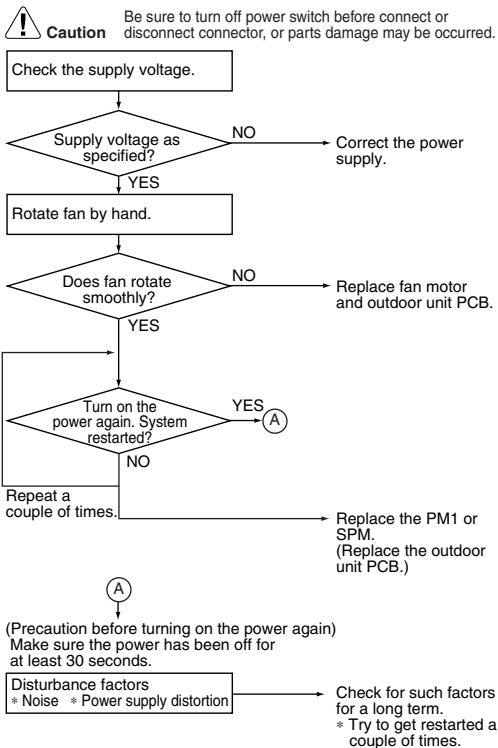 Be sure to turn off power switch before connect or
Caution disconnect connector, or parts damage may be occurred.
Check the supply voltage.
Supply voltage as
specified?
NO
Correct the power
supply.
YES
Rotate fan by hand.
Does fan rotate
smoothly?
NO
Replace fan motor
and outdoor unit PCB.
YES
Turn on the
power again. System
restarted?
YES
A
NO
Repeat a
couple of times.
Replace the PM1 or
SPM.
(Replace the outdoor
unit PCB.)
A
(Precaution before turning on the power again)
Make sure the power has been off for
at least 30 seconds.
Disturbance factors
* Noise * Power supply distortion
Check for such factors
for a long term.
* Try to get restarted a
couple of times.